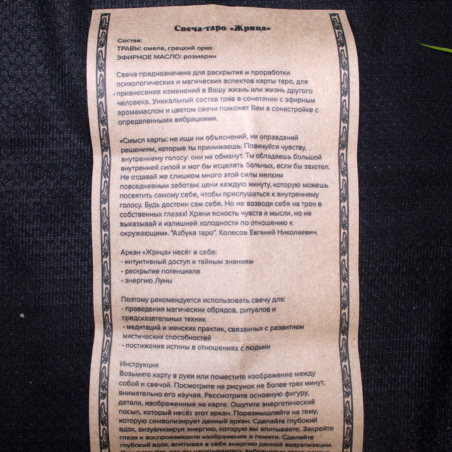 Свеча-таро «Жрица»
Состав:
ТРАВЫ: омела, грецкий орех
ЭФИРНОЕ МАСЛО: розмарин
Свеча предназначена для раскрытия и проработки
психологических и магических аспектов карты таро, для
привнесения изменений в Вашу жизнь или жизнь другого
человека. Уникальный состав трав в сочетании с эфирным
аромамаслом и цветом свечи поможет Вам в сонастройке с
определенными вибрациями.
«Смысл карты: не ищи ни объяснений, ни оправданий
решениям, которые ты принимаешь. Повинуйся чувству,
внутреннему голосу: они не обманут. Ты обладаешь большой
внутренней силой и мог бы исцелять больных, если бы захотел.
Не отдавай же слишком много этой силы мелким
повседневным заботам: цени каждую минуту, которую можешь
посвятить самому себе, чтобы прислушаться к внутреннему
голосу. Будь достоин сам себя. Но не возводи себя на трон в
собственных глазах! Храни ясность чувств и мысли, но не
выказывай и излишней холодности по отношению к
окружающим». "Азбука таро". Колесов Евгений Николаевич.
Аркан «Жрица» несёт в себе:
- интуитивный доступ к тайным знаниям
- раскрытие потенциала
- энергию Луны
Поэтому рекомендуется использовать свечу для:
- проведения магических обрядов, ритуалов и
предсказательных техник
- медитаций и женских практик, связанных с развитием
мистических способностей
- постижения истины в отношениях с людьми
Инструкция
Возьмите карту в руки или поместите изображение между
собой и свечой. Посмотрите на рисунок не более трех минут,
внимательно его изучая. Рассмотрите основную фигуру,
детали, изображенные на карте. Ощутите энергетический
посыл, который несёт этот аркан. Поразмышляйте на тему,
которую символизирует данный аркан. Сделайте глубокий
вдох, визуализируя энергию, которую вы впитываете. Закройте
глаза и воспроизведите изображение в памяти. Сделайте
глубокий вдох, впитывая в себя энергию данной визуализации.